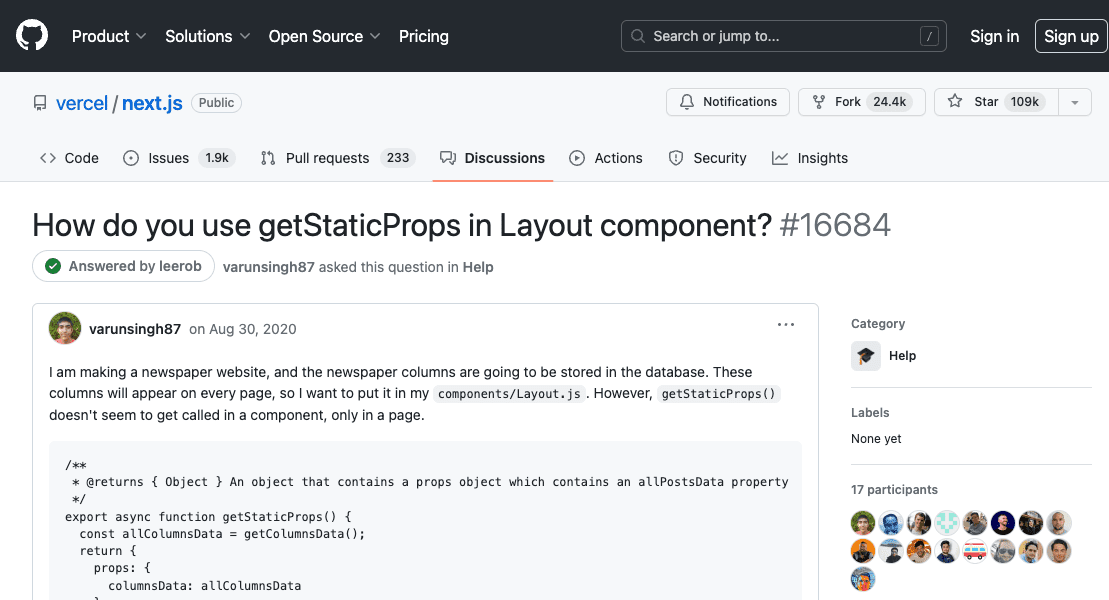 Product Solutions Open Source Pricing Search or jump to... / Sign in Sign up
vercel / next.js Public Notifications Fork 24.4k Star 109k
Code Issues 1.9k Pull requests 233 Discussions Actions Security Insights
How do you use getStaticProps in Layout component? #16684
Answered by leerob varunsingh87 asked this question in Help
varunsingh87 on Aug 30, 2020
I am making a newspaper website, and the newspaper columns are going to be stored in the database. These
columns will appear on every page, so I want to put it in my components/Layout.js. However, getStaticProps()
doesn't seem to get called in a component, only in a page.
/**
* @returns { Object } An object that contains a props object which contains an allPostsData property
*/
export async function getStaticProps() {
const allColumnsData = getColumnsData();
return {
props: {
columnsData: allColumnsData
Category
Help
Labels
None yet
17 participants